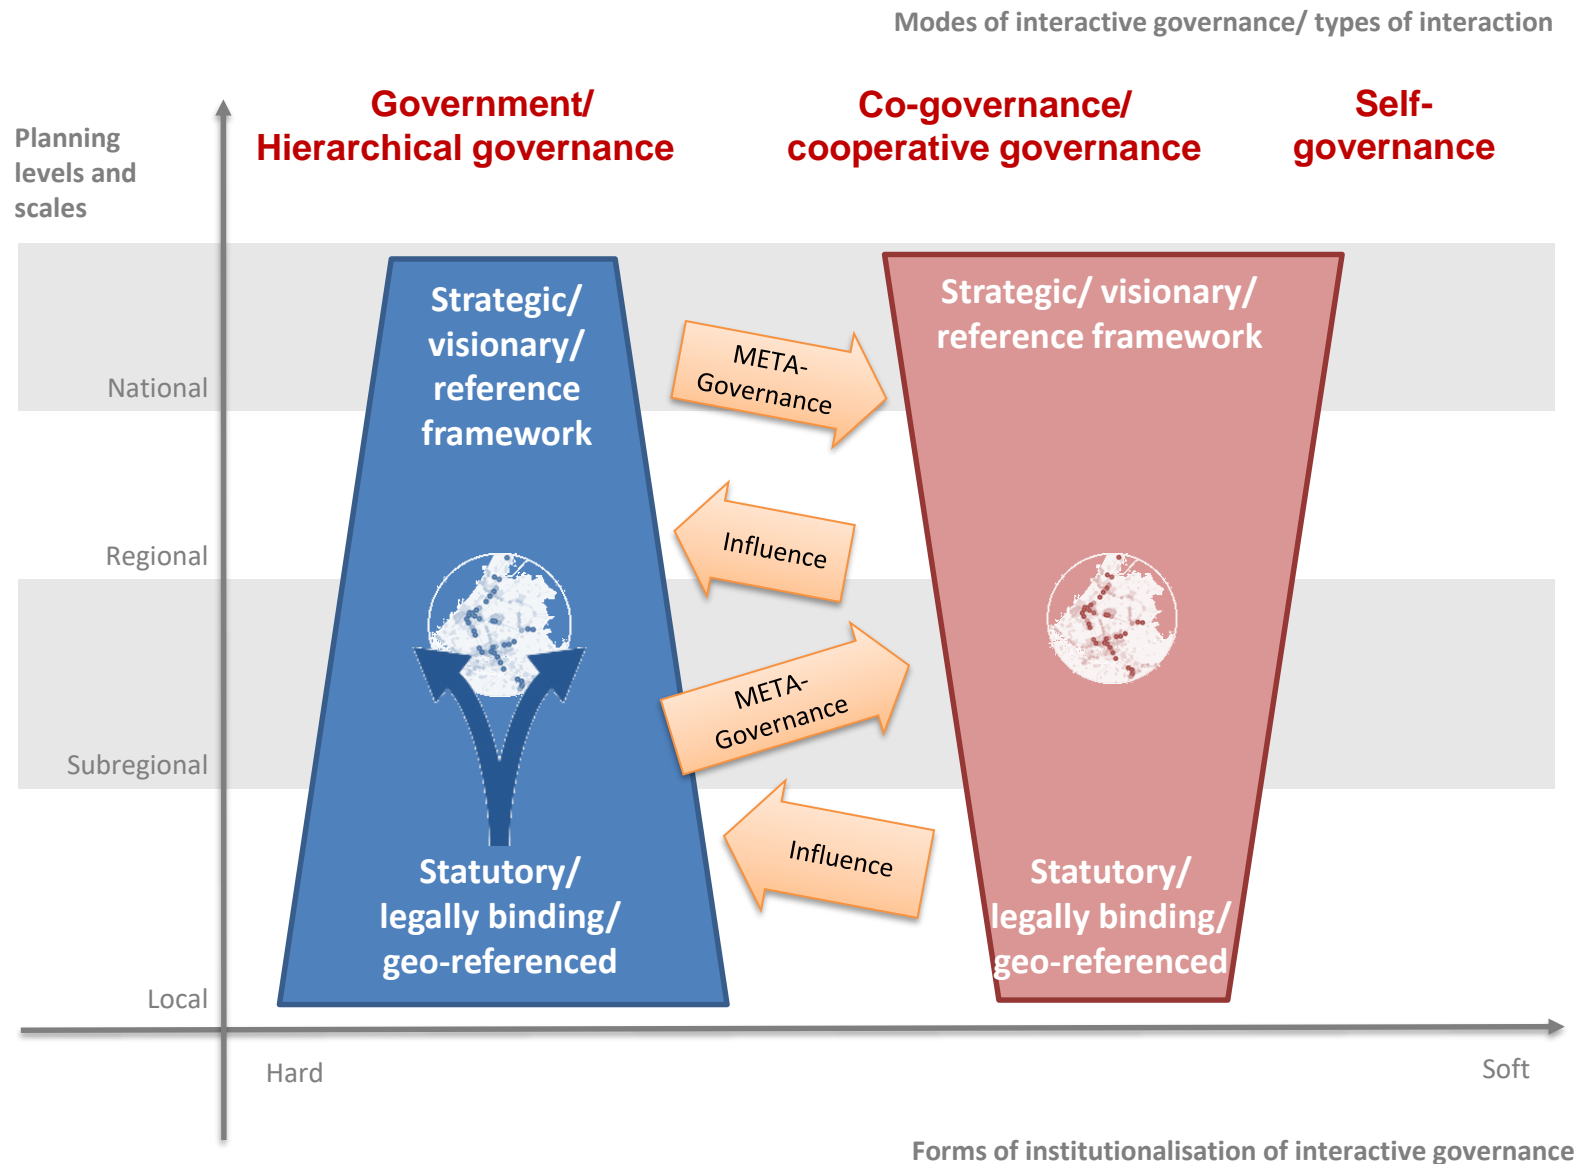 Modes of interactive governance/ types of interaction
Government/
Hierarchical governance
Co-governance/
cooperative governance
Self-
governance
Planning
levels and
scales
Strategic/
visionary/
reference
framework
Strategic/ visionary/
reference framework
META-
Governance
National
Influence
Regional
META-
Governance
Subregional
Influence
Statutory/
legally binding/
geo-referenced
Statutory/
legally binding/
geo-referenced
Local
Hard
Soft
Forms of institutionalisation of interactive governance